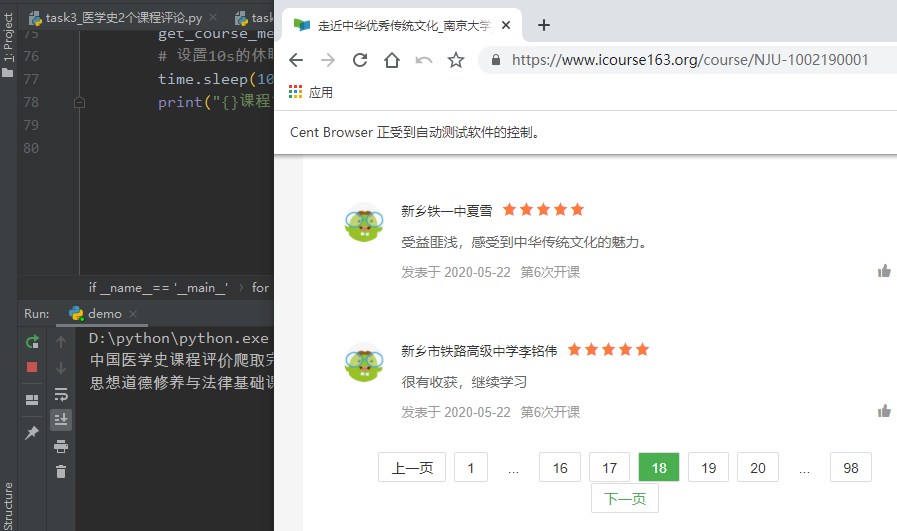 1: Project
task3_医学史2个课程评论.py
task
75 get_course_me
76 # 设置10s的休眠
77 time.sleep(10
78 print("{}课程
79
80
if __name__ == '__main__' › for
Run: demo
D:\python\python.exe
中国医学史课程评价爬取完
思想道德修养与法律基础课
Structure
走近中华优秀传统文化_南京大学
https://www.icourse163.org/course/NJU-1002190001
应用
Cent Browser 正受到自动测试软件的控制。
新乡铁一中夏雪
受益匪浅，感受到中华传统文化的魅力。
发表于 2020-05-22 第6次开课
新乡市铁路高级中学李铭伟
很有收获，继续学习
发表于 2020-05-22 第6次开课
上一页 1 ... 16 17 18 19 20 ... 98
下一页